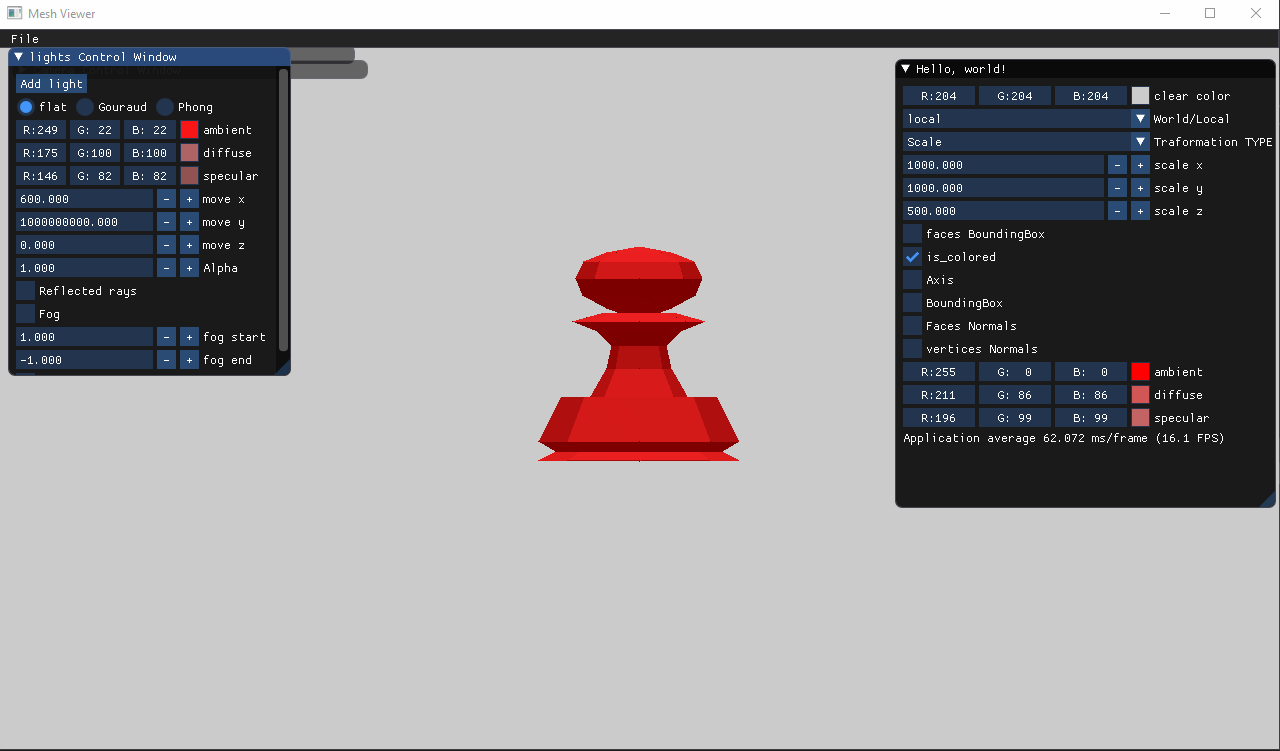 Mesh Viewer
File
lights Control Window
Add light
flat Gouraud Phong
R:249 G: 22 B: 22 ambient
R:175 G:100 B:100 diffuse
R:146 G: 82 B: 82 specular
600.000 - + move x
1000000000.000 - + move y
0.000 - + move z
1.000 - + Alpha
Reflected rays
Fog
1.000 - + fog start
-1.000 - + fog end
Hello, world!
R:204 G:204 B:204 clear color
local World/Local
Scale Traformation TYPE
1000.000 - + scale x
1000.000 - + scale y
500.000 - + scale z
faces BoundingBox
is_colored
Axis
BoundingBox
Faces Normals
vertices Normals
R:255 G: 0 B: 0 ambient
R:211 G: 86 B: 86 diffuse
R:196 G: 99 B: 99 specular
Application average 62.072 ms/frame (16.1 FPS)